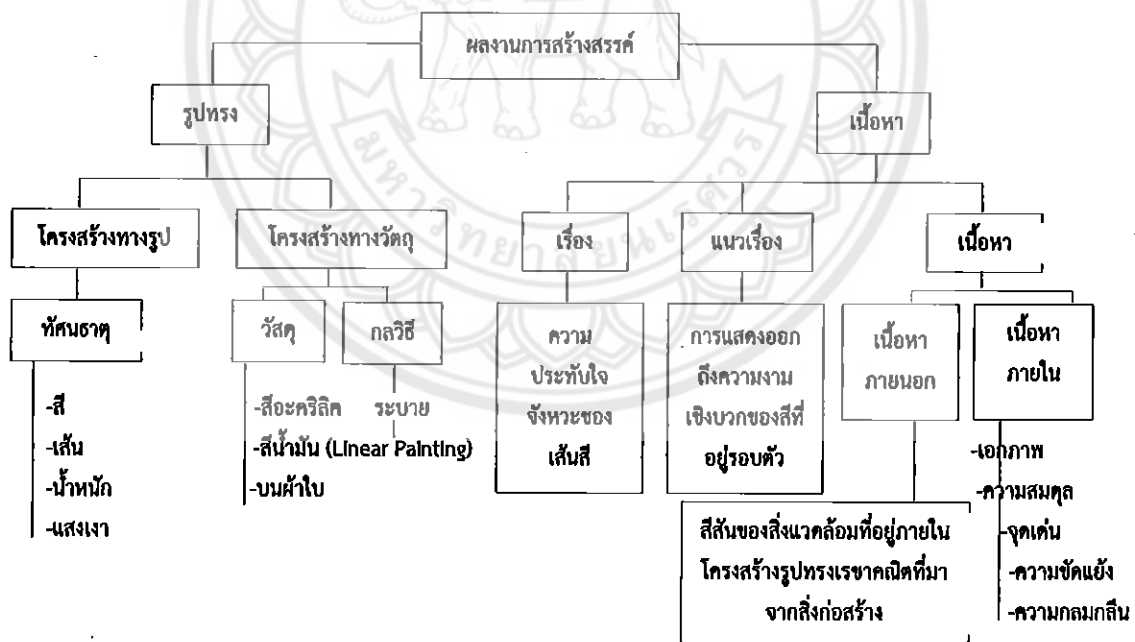 ผลงานการสร้างสรรค์
รูปทรง
เนื้อหา
โครงสร้างทางรูป
โครงสร้างทางวัตถุ
เรื่อง
แนวเรื่อง
เนื้อหา
ทัศนธาตุ
-สี
-เส้น
-น้ำหนัก
-แสงเงา
วัสดุ
-สีอะคริลิค
-สีน้ำมัน (Linear Painting)
-บนผ้าใบ
กลวิธี
ระบาย
ความ
ประทับใจ
จังหวะของ
เส้นสี
การแสดงออก
ถึงความงาม
เชิงบวกของสีที่
อยู่รอบตัว
เนื้อหา
ภายนอก
สีสันของสิ่งแวดล้อมที่อยู่ภายใน
โครงสร้างรูปทรงเรขาคณิตที่มา
จากสิ่งก่อสร้าง
เนื้อหา
ภายใน
-เอกภาพ
-ความสมดุล
-จุดเด่น
-ความขัดแย้ง
-ความกลมกลืน
มหาวิทยาลัยนเรศวร